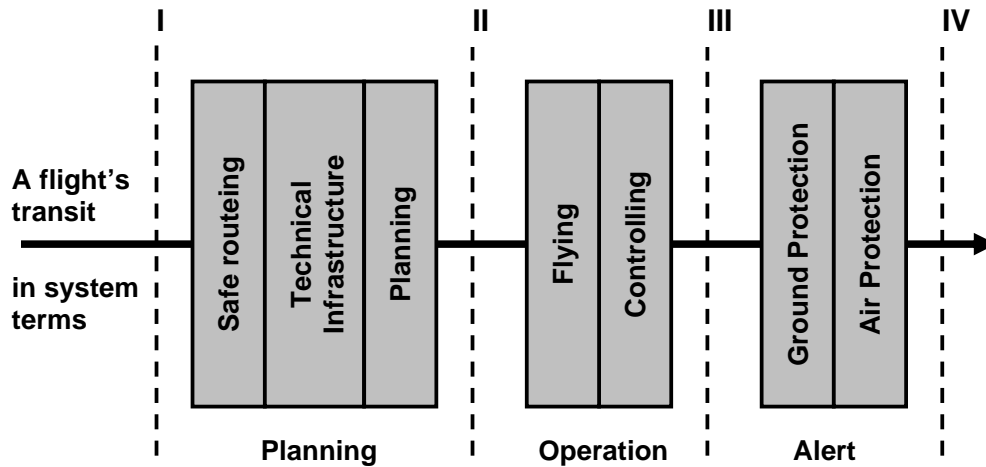 I
II
III
IV
A flight's
transit
in system
terms
Safe routeing
Technical
Infrastructure
Planning
Flying
Controlling
Ground Protection
Air Protection
Planning
Operation
Alert